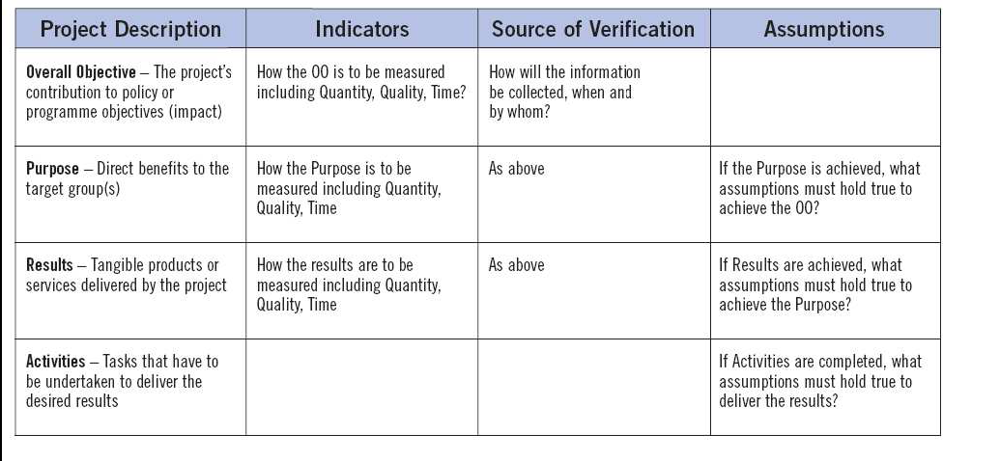 Project Description Indicators Source of Verification Assumptions
Overall Objective – The project's
contribution to policy or
programme objectives (impact)
How the OO is to be measured
including Quantity, Quality, Time?
How will the information
be collected, when and
by whom?
Purpose – Direct benefits to the
target group(s)
How the Purpose is to be
measured including Quantity,
Quality, Time
As above
If the Purpose is achieved, what
assumptions must hold true to
achieve the OO?
Results – Tangible products or
services delivered by the project
How the results are to be
measured including Quantity,
Quality, Time
As above
If Results are achieved, what
assumptions must hold true to
achieve the Purpose?
Activities – Tasks that have to
be undertaken to deliver the
desired results
If Activities are completed, what
assumptions must hold true to
deliver the results?